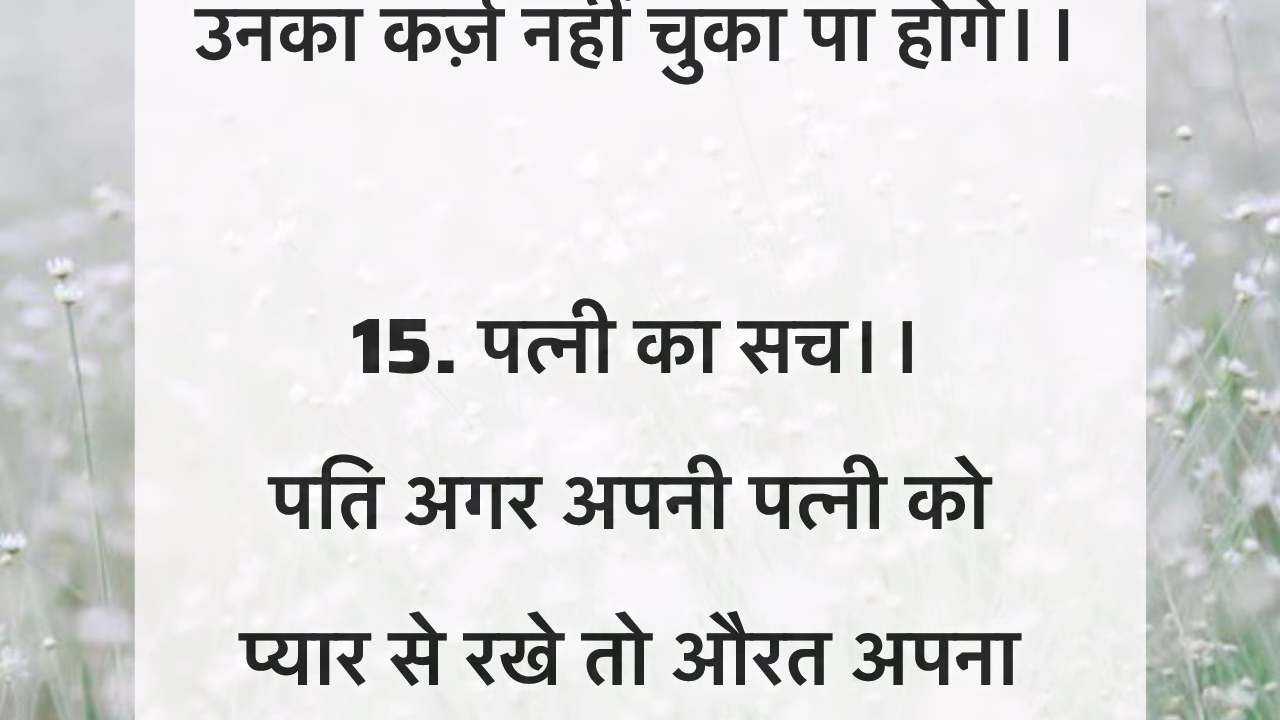 उनका कर्ज़ नहीं चुका पा होगे।।
15. पत्नी का सच।।
पति अगर अपनी पत्नी को
प्यार से रखे तो औरत अपना